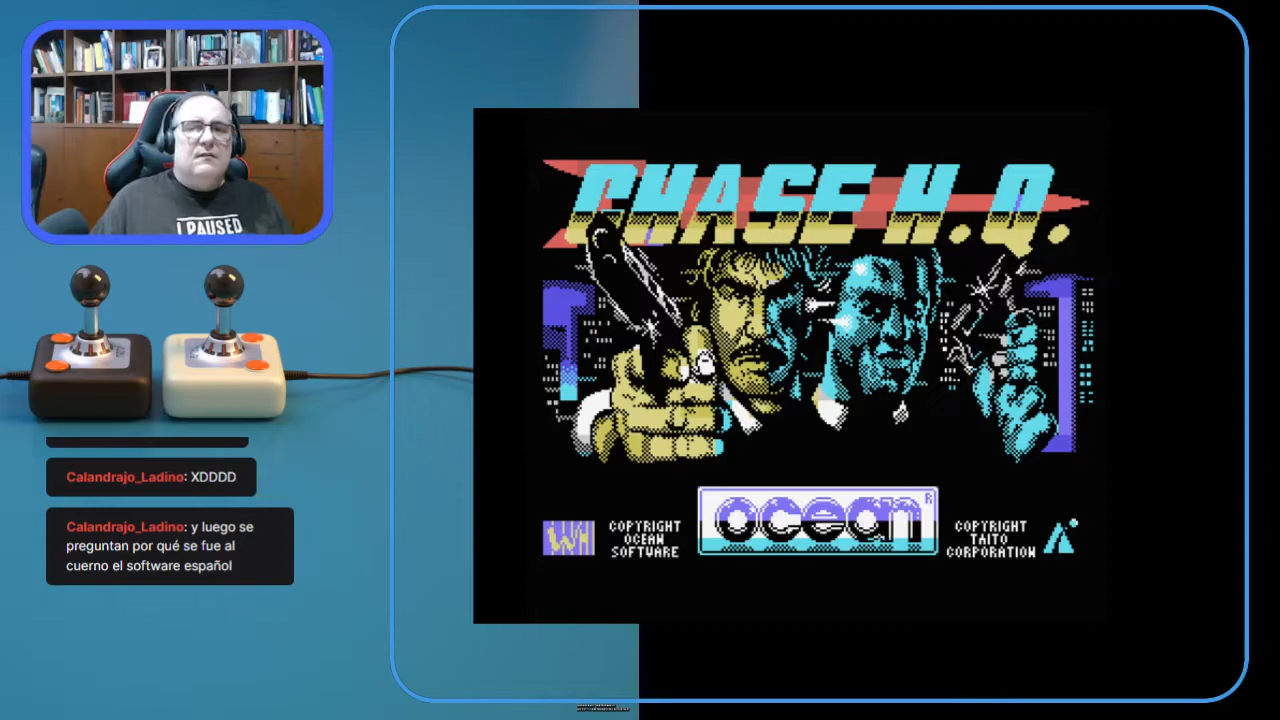 I PAUSED
CHASE H.Q.
Calandrajo_Ladino: XDDDD
Calandrajo_Ladino: y luego se
preguntan por qué se fue al
cuerno el software español
WH
COPYRIGHT
OCEAN
SOFTWARE
ocean®
COPYRIGHT
TAITO
CORPORATION